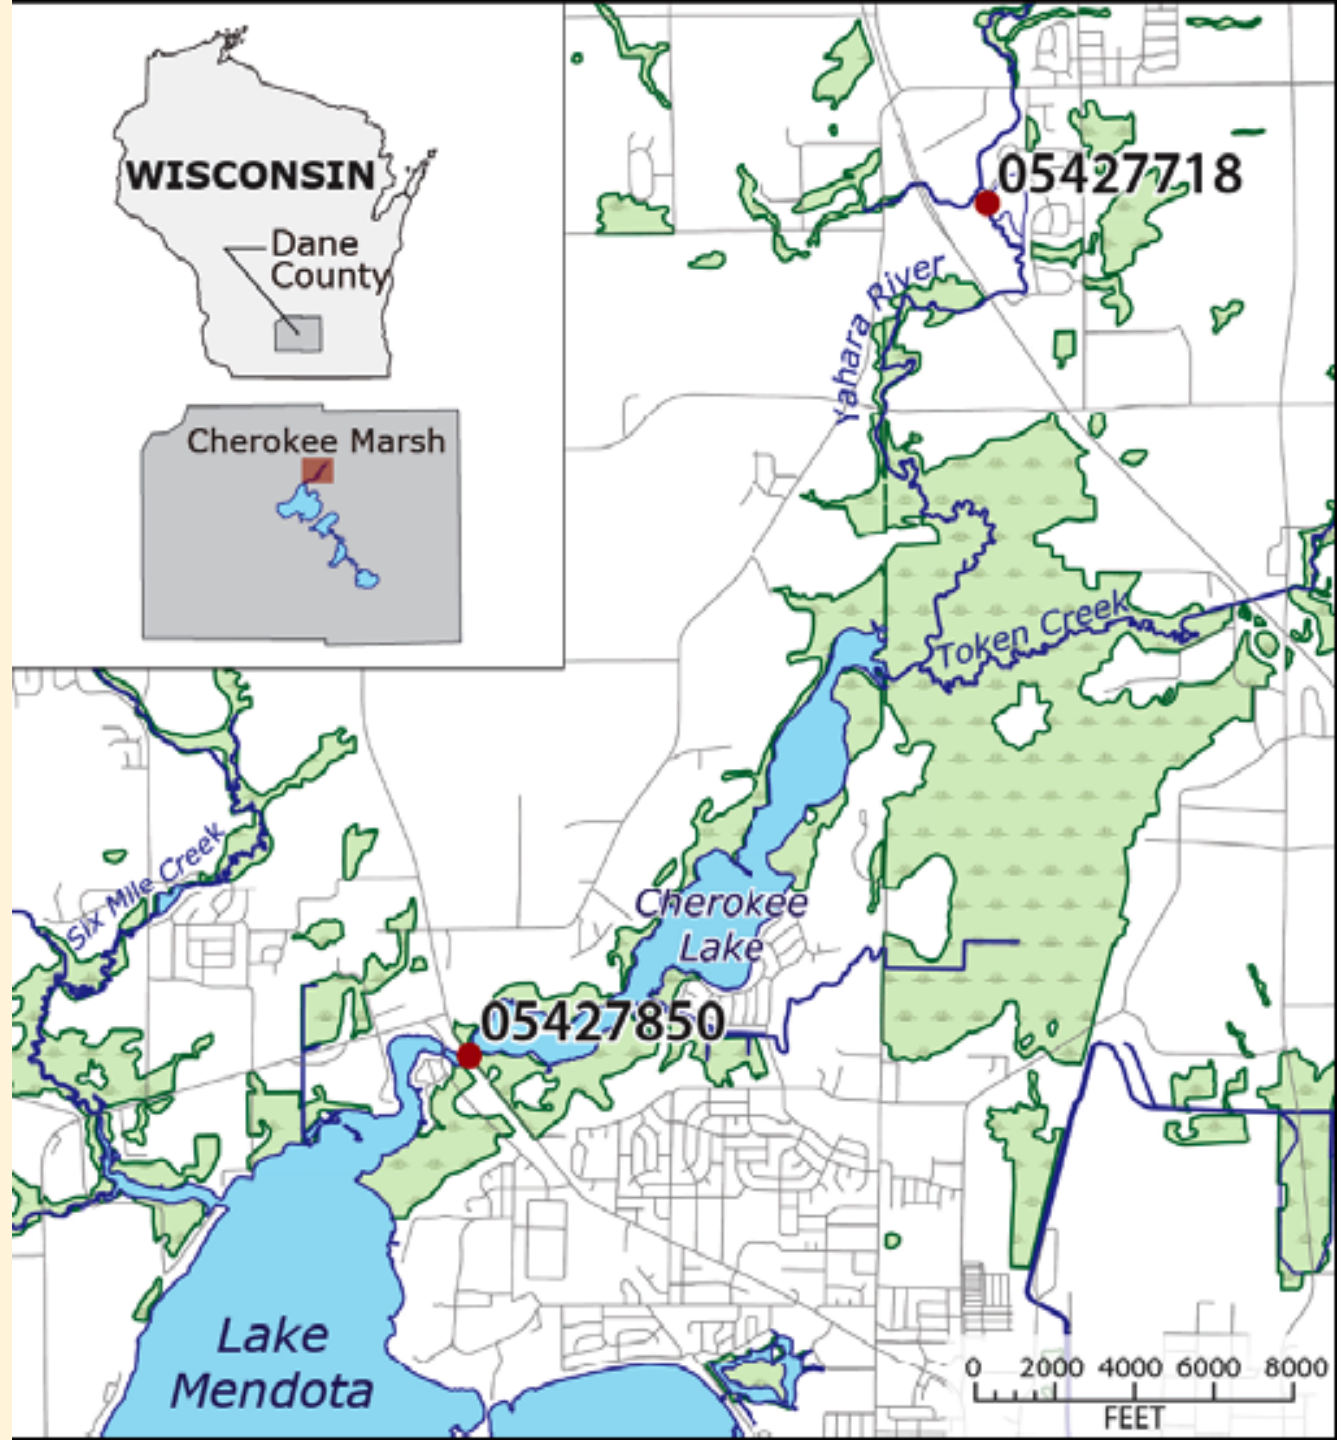 WISCONSIN
Dane
County
Cherokee Marsh
05427718
Yahara River
Token Creek
Six Mile Creek
Cherokee
Lake
05427850
Lake
Mendota
0 2000 4000 6000 8000
FEET